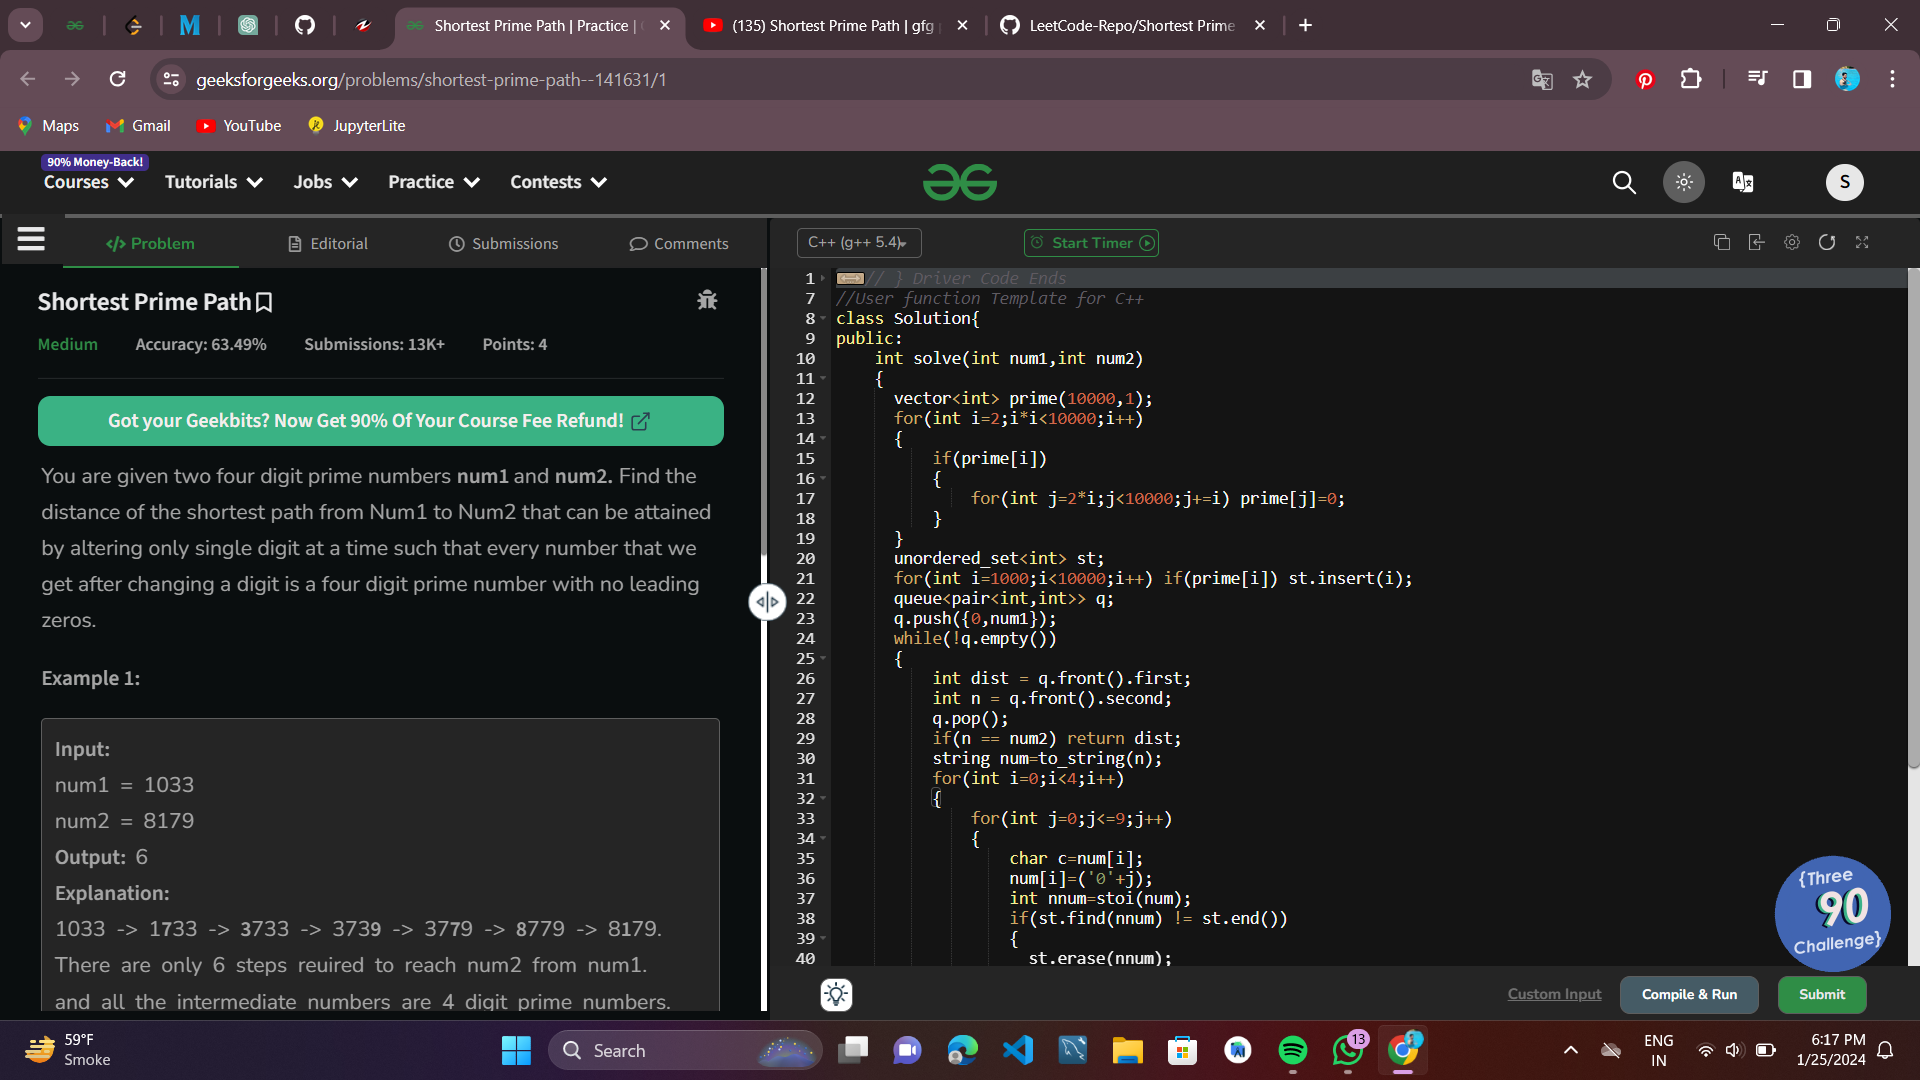 Shortest Prime Path | Practice |
(135) Shortest Prime Path | gfg
LeetCode-Repo/Shortest Prime
geeksforgeeks.org/problems/shortest-prime-path--141631/1
Maps
Gmail
YouTube
JupyterLite
90% Money-Back!
Courses
Tutorials
Jobs
Practice
Contests
S
Problem
Editorial
Submissions
Comments
C++ (g++ 5.4)
Start Timer
Shortest Prime Path
Medium
Accuracy: 63.49%
Submissions: 13K+
Points: 4
Got your Geekbits? Now Get 90% Of Your Course Fee Refund!
You are given two four digit prime numbers num1 and num2. Find the
distance of the shortest path from Num1 to Num2 that can be attained
by altering only single digit at a time such that every number that we
get after changing a digit is a four digit prime number with no leading
zeros.
Example 1:
Input:
num1 = 1033
num2 = 8179
Output: 6
Explanation:
1033 -> 1733 -> 3733 -> 3739 -> 3779 -> 8779 -> 8179.
There are only 6 steps reuired to reach num2 from num1.
and all the intermediate numbers are 4 digit prime numbers.
1 // } Driver Code Ends
7 //User function Template for C++
8 class Solution{
9 public:
10 int solve(int num1,int num2)
11 {
12 vector<int> prime(10000,1);
13 for(int i=2;i*i<10000;i++)
14 {
15 if(prime[i])
16 {
17 for(int j=2*i;j<10000;j+=i) prime[j]=0;
18 }
19 }
20 unordered_set<int> st;
21 for(int i=1000;i<10000;i++) if(prime[i]) st.insert(i);
22 queue<pair<int,int>> q;
23 q.push({0,num1});
24 while(!q.empty())
25 {
26 int dist = q.front().first;
27 int n = q.front().second;
28 q.pop();
29 if(n == num2) return dist;
30 string num=to_string(n);
31 for(int i=0;i<4;i++)
32 {
33 for(int j=0;j<=9;j++)
34 {
35 char c=num[i];
36 num[i]=('0'+j);
37 int nnum=stoi(num);
38 if(st.find(nnum) != st.end())
39 {
40 st.erase(nnum);
{Three
90
Challenge}
Custom Input
Compile & Run
Submit
59°F
Smoke
Search
13
ENG
IN
6:17 PM
1/25/2024